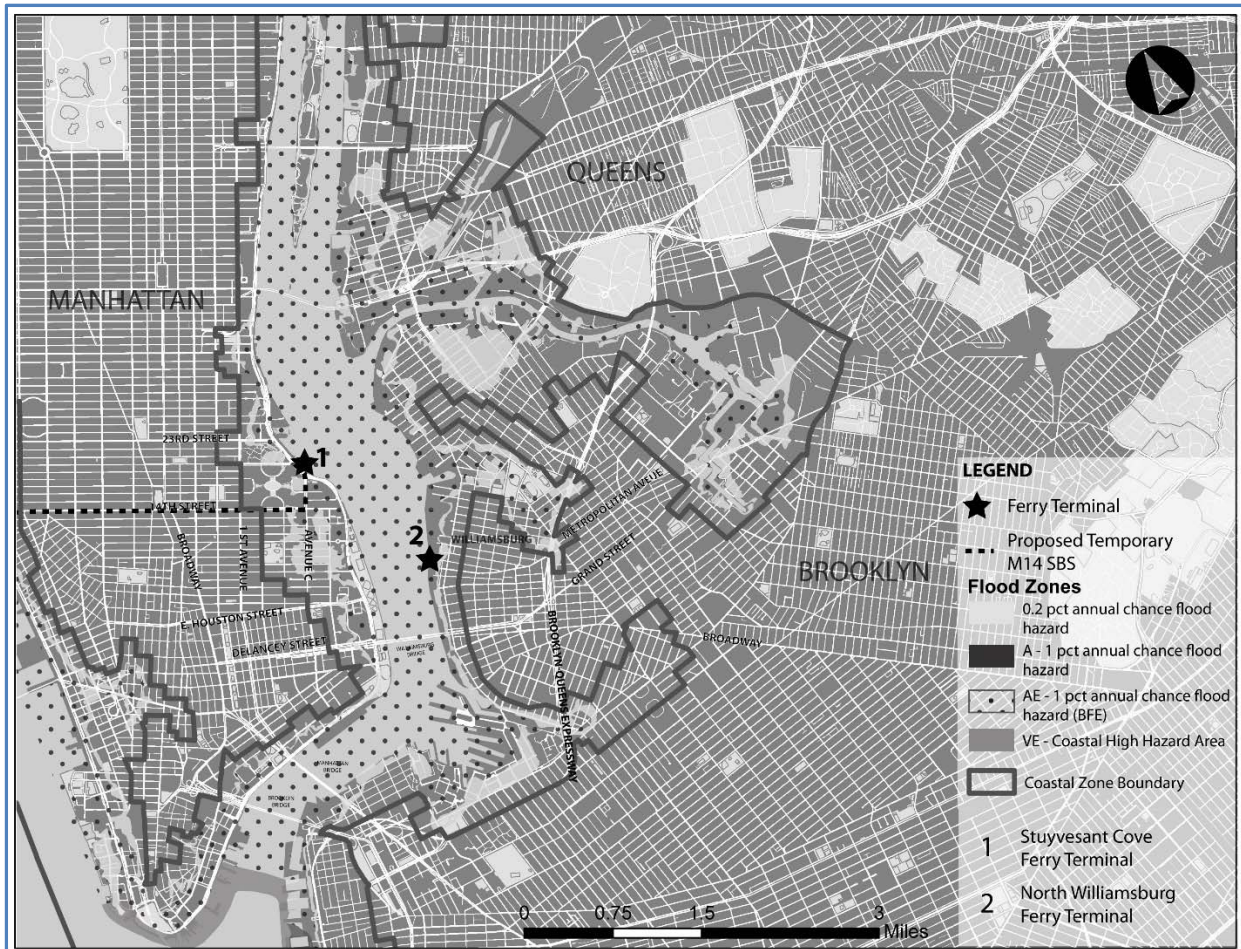 QUEENS
MANHATTAN
23RD STREET
1
14TH STREET
METROPOLITAN AVEUE
2
WILLIAMSBURG
BROADWAY
1ST AVENUE
AVENUE C
GRAND STREET
BROOKLYN
E. HOUSTON STREET
DELANCEY STREET
WILLIAMSBURG
BRIDGE
BROOKLYN-QUEENS EXPRESSWAY
BROADWAY
MANHATTAN
BRIDGE
BROOKLYN
BRIDGE
LEGEND
Ferry Terminal
Proposed Temporary
M14 SBS
Flood Zones
0.2 pct annual chance flood
hazard
A - 1 pct annual chance flood
hazard
AE - 1 pct annual chance flood
hazard (BFE)
VE - Coastal High Hazard Area
Coastal Zone Boundary
1 Stuyvesant Cove
Ferry Terminal
2 North Williamsburg
Ferry Terminal
0 0.75 1.5 3
Miles